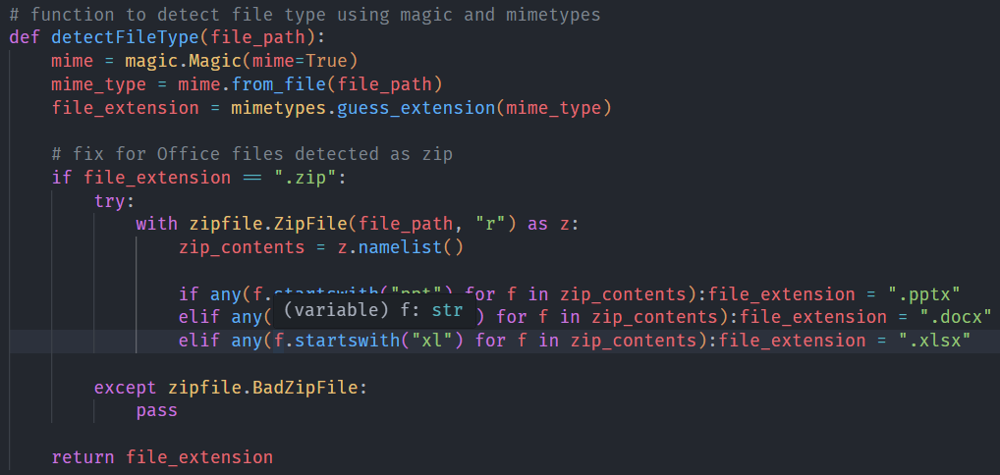 # function to detect file type using magic and mimetypes
def detectFileType(file_path):
    mime = magic.Magic(mime=True)
    mime_type = mime.from_file(file_path)
    file_extension = mimetypes.guess_extension(mime_type)
    # fix for Office files detected as zip
    if file_extension == ".zip":
        try:
            with zipfile.ZipFile(file_path, "r") as z:
                zip_contents = z.namelist()
                if any(f.startswith("ppt") for f in zip_contents):file_extension = ".pptx"
(variable) f: str
                elif any( ) for f in zip_contents):file_extension = ".docx"
                elif any(f.startswith("xl") for f in zip_contents):file_extension = ".xlsx"
        except zipfile.BadZipFile:
            pass
    return file_extension